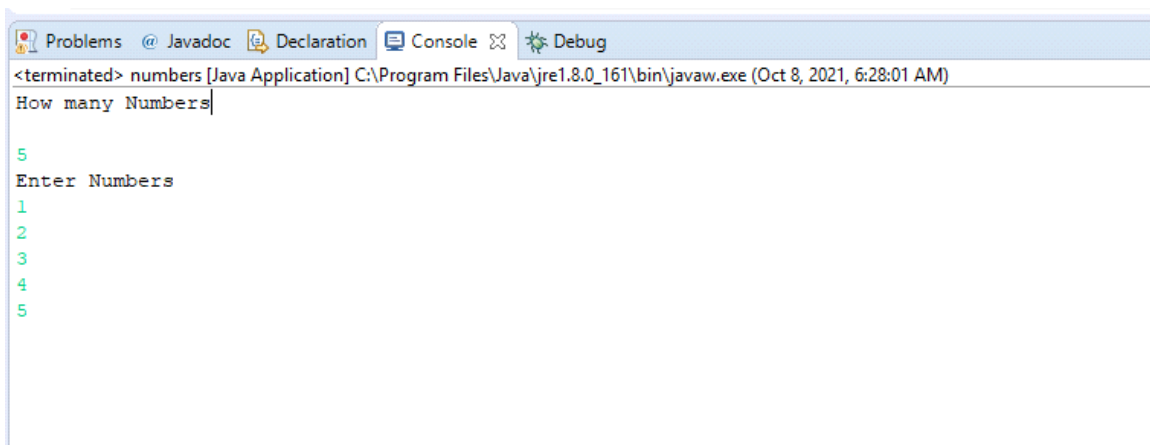 Problems @ Javadoc Declaration Console Debug
<terminated> numbers [Java Application] C:\Program Files\Java\jre1.8.0_161\bin\javaw.exe (Oct 8, 2021, 6:28:01 AM)
How many Numbers
5
Enter Numbers
1
2
3
4
5